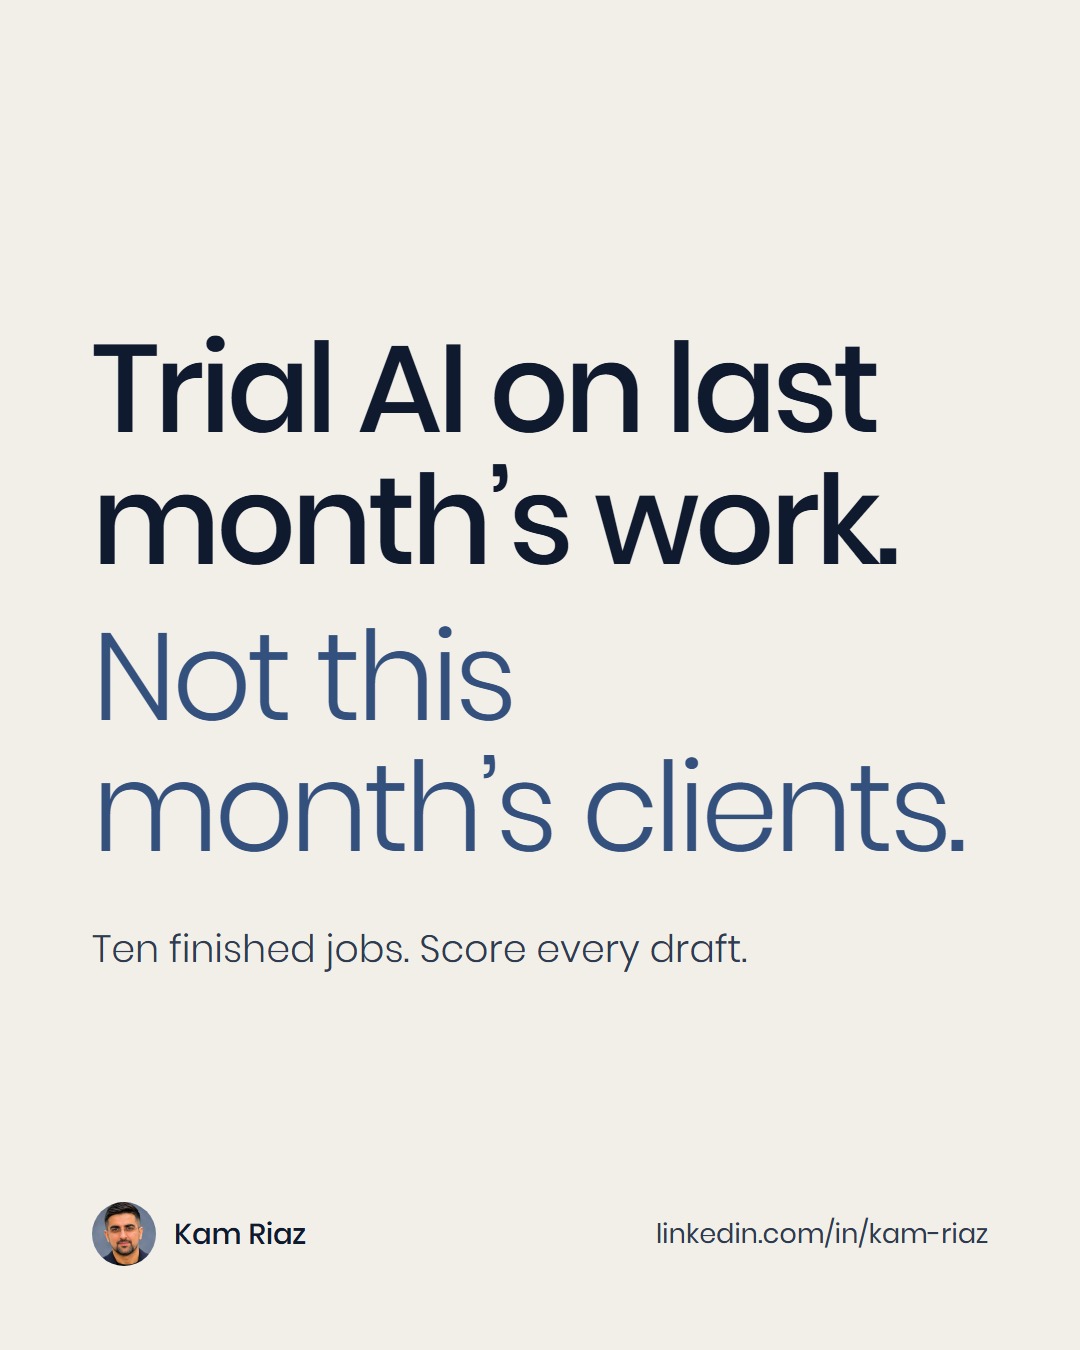 Trial AI on last
month’s work.
Not this
month’s clients.
Ten finished jobs. Score every draft.
Kam Riaz
linkedin.com/in/kam-riaz